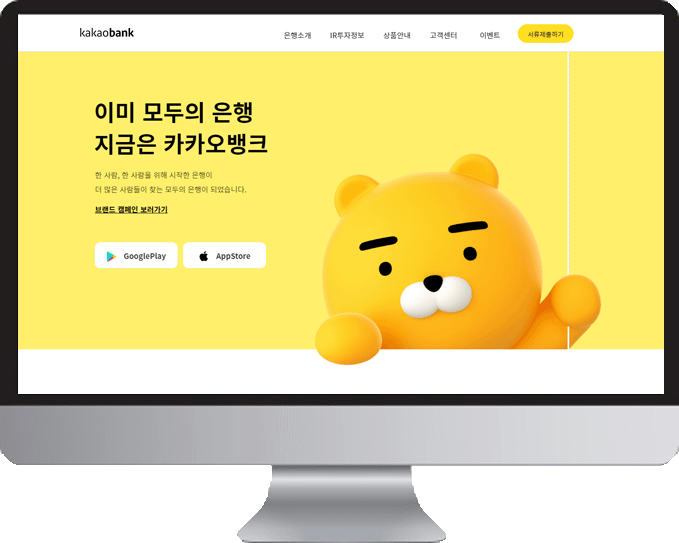 kakaobank
은행소개 IR투자정보 상품안내 고객센터 이벤트 서류제출하기
이미 모두의 은행
지금은 카카오뱅크
한 사람, 한 사람을 위해 시작한 은행이
더 많은 사람들이 찾는 모두의 은행이 되었습니다.
브랜드 캠페인 보러가기
GooglePlay AppStore